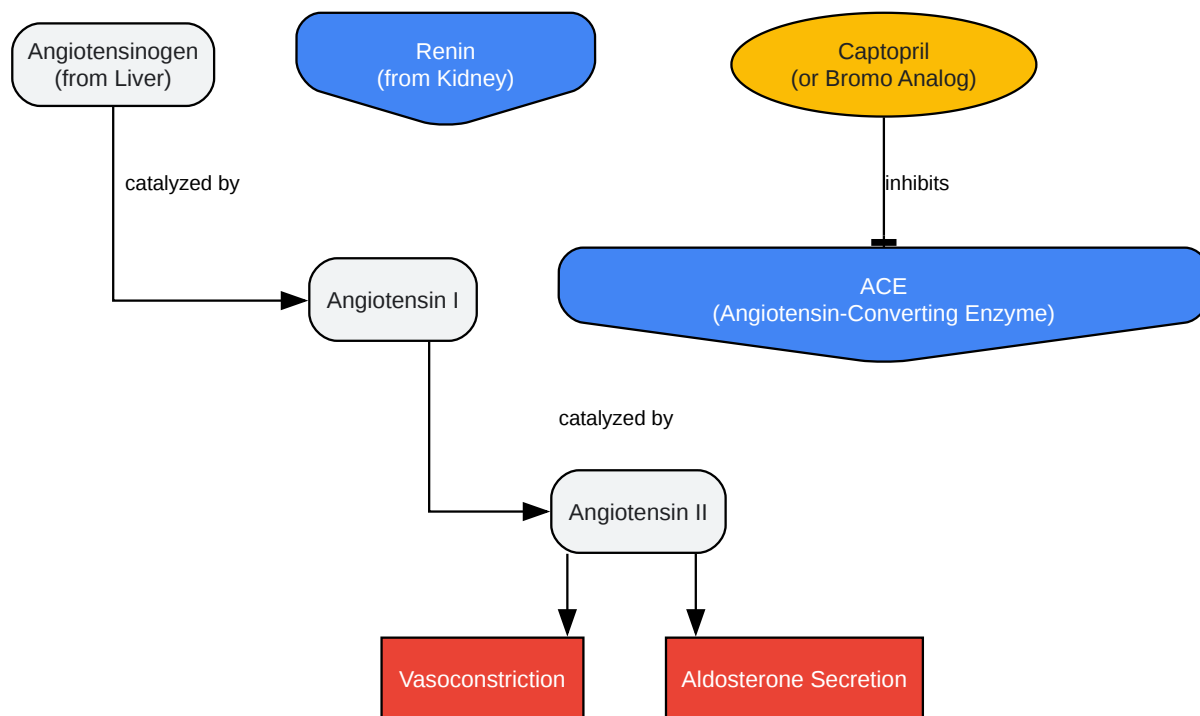 Angiotensinogen
(from Liver)
Renin
(from Kidney)
Captopril
(or Bromo Analog)
catalyzed by
inhibits
Angiotensin I
ACE
(Angiotensin-Converting Enzyme)
catalyzed by
Angiotensin II
Vasoconstriction
Aldosterone Secretion